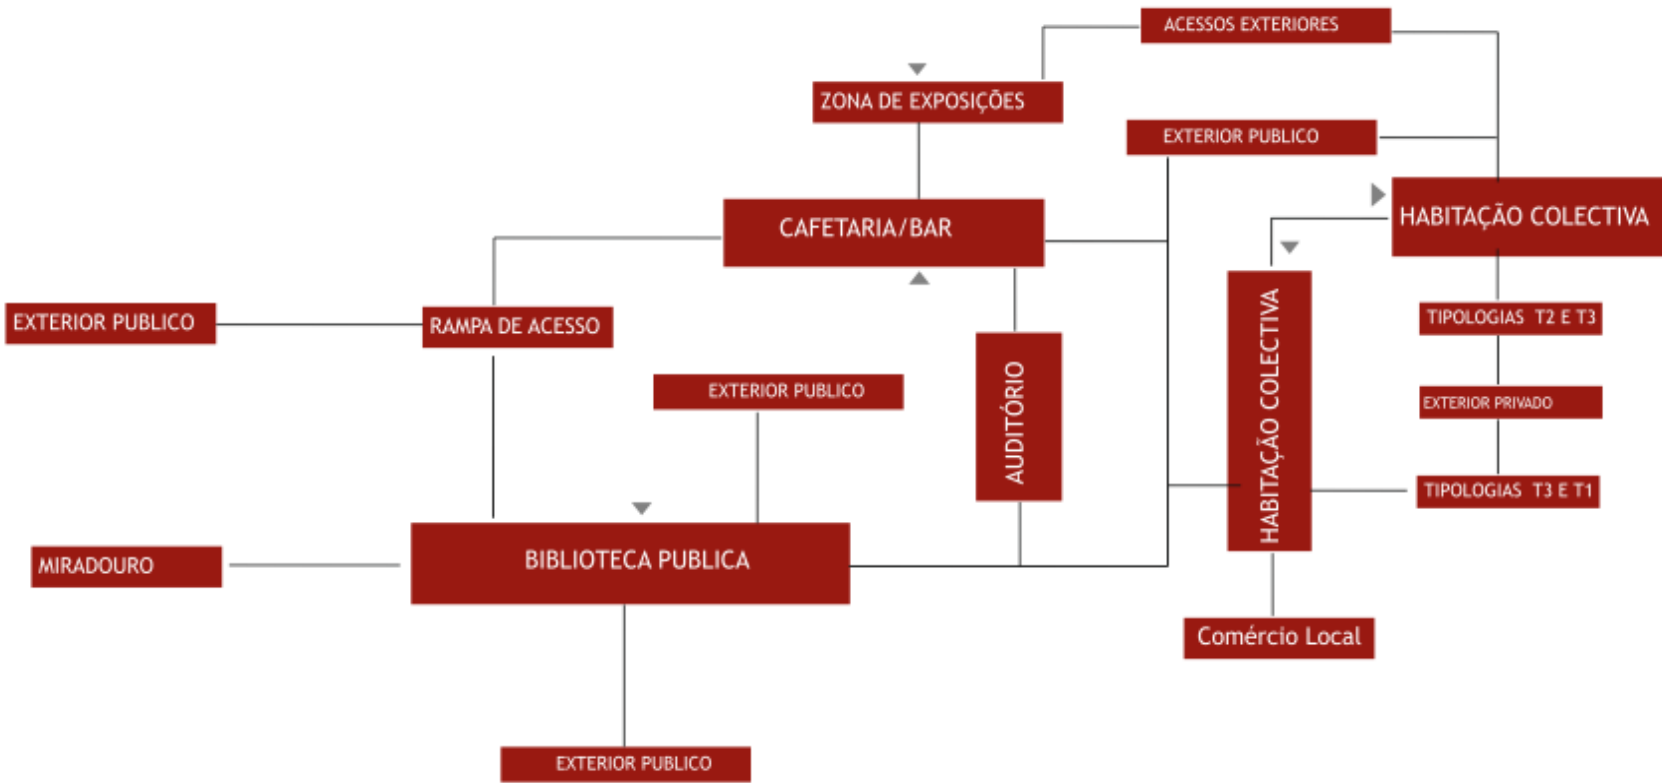 ACESSOS EXTERIORES
ZONA DE EXPOSIÇÕES
EXTERIOR PUBLICO
CAFETARIA/BAR
HABITAÇÃO COLECTIVA
EXTERIOR PUBLICO
RAMPA DE ACESSO
TIPOLOGIAS T2 E T3
HABITAÇÃO COLECTIVA
AUDITÓRIO
EXTERIOR PUBLICO
EXTERIOR PRIVADO
TIPOLOGIAS T3 E T1
MIRADOURO
BIBLIOTECA PUBLICA
Comércio Local
EXTERIOR PUBLICO